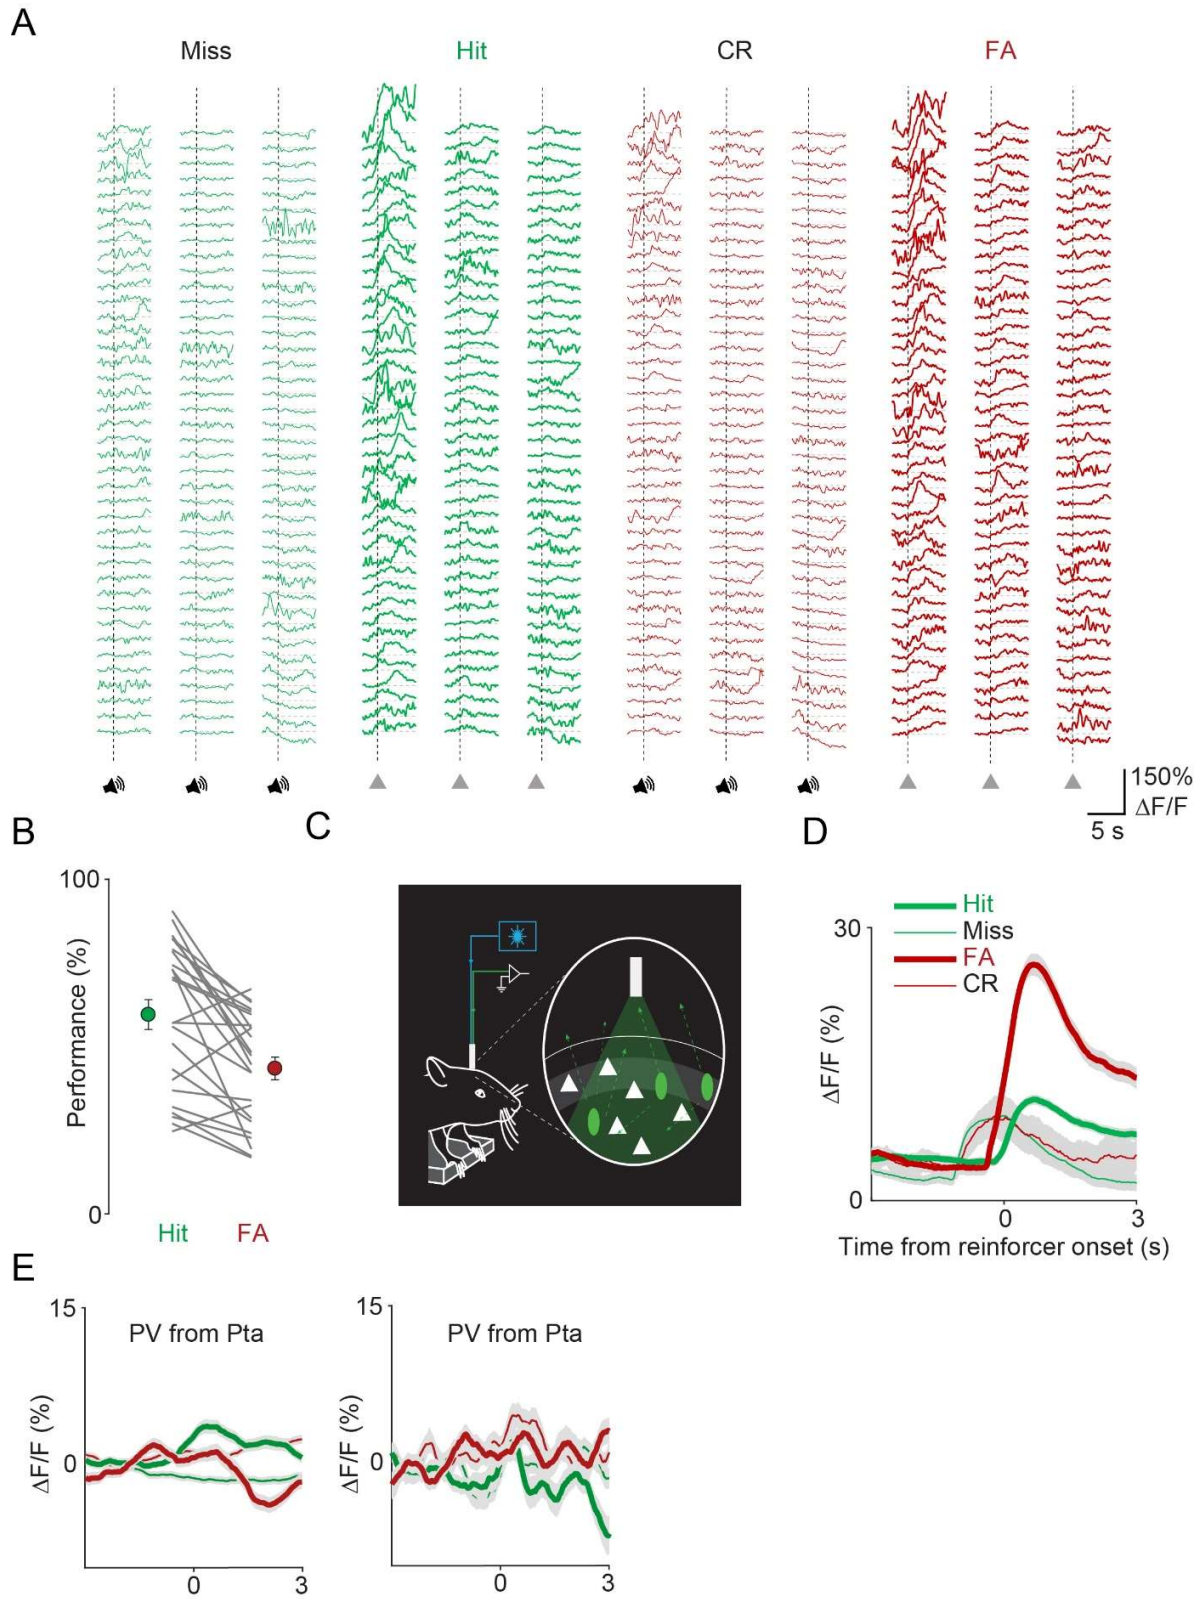 A
Miss Hit CR FA
150%
ΔF/F
5 s
B C D
100
Performance (%)
0
Hit FA
Hit
Miss
FA
CR
30
ΔF/F (%)
0
0 3
Time from reinforcer onset (s)
E
15
PV from Pta
ΔF/F (%)
0
0 3
15
PV from Pta
ΔF/F (%)
0
0 3